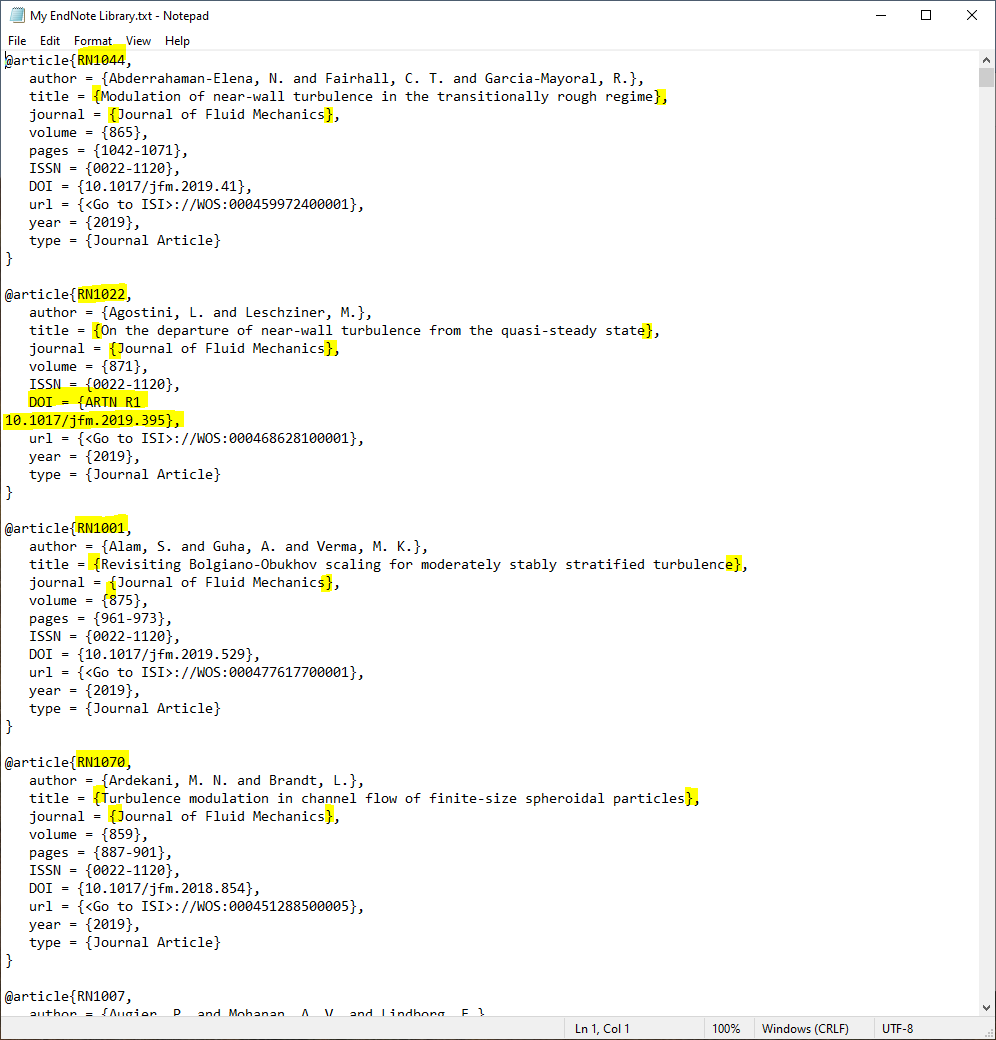 My EndNote Library.txt - Notepad
File Edit Format View Help
@article{RN1044,
   author = {Abderrahaman-Elena, N. and Fairhall, C. T. and Garcia-Mayoral, R.},
   title = {Modulation of near-wall turbulence in the transitionally rough regime},
   journal = {Journal of Fluid Mechanics},
   volume = {865},
   pages = {1042-1071},
   ISSN = {0022-1120},
   DOI = {10.1017/jfm.2019.41},
   url = {<Go to ISI>://WOS:000459972400001},
   year = {2019},
   type = {Journal Article}
}
@article{RN1022,
   author = {Agostini, L. and Leschziner, M.},
   title = {On the departure of near-wall turbulence from the quasi-steady state},
   journal = {Journal of Fluid Mechanics},
   volume = {871},
   ISSN = {0022-1120},
   DOI = {ARTN R1
10.1017/jfm.2019.395},
   url = {<Go to ISI>://WOS:000468628100001},
   year = {2019},
   type = {Journal Article}
}
@article{RN1001,
   author = {Alam, S. and Guha, A. and Verma, M. K.},
   title = {Revisiting Bolgiano-Obukhov scaling for moderately stably stratified turbulence},
   journal = {Journal of Fluid Mechanics},
   volume = {875},
   pages = {961-973},
   ISSN = {0022-1120},
   DOI = {10.1017/jfm.2019.529},
   url = {<Go to ISI>://WOS:000477617700001},
   year = {2019},
   type = {Journal Article}
}
@article{RN1070,
   author = {Ardekani, M. N. and Brandt, L.},
   title = {Turbulence modulation in channel flow of finite-size spheroidal particles},
   journal = {Journal of Fluid Mechanics},
   volume = {859},
   pages = {887-901},
   ISSN = {0022-1120},
   DOI = {10.1017/jfm.2018.854},
   url = {<Go to ISI>://WOS:000451288500005},
   year = {2019},
   type = {Journal Article}
}
@article{RN1007,
   author = {Augier, P. and Mohanan, A. V. and Lindborg, E.}
Ln 1, Col 1 100% Windows (CRLF) UTF-8